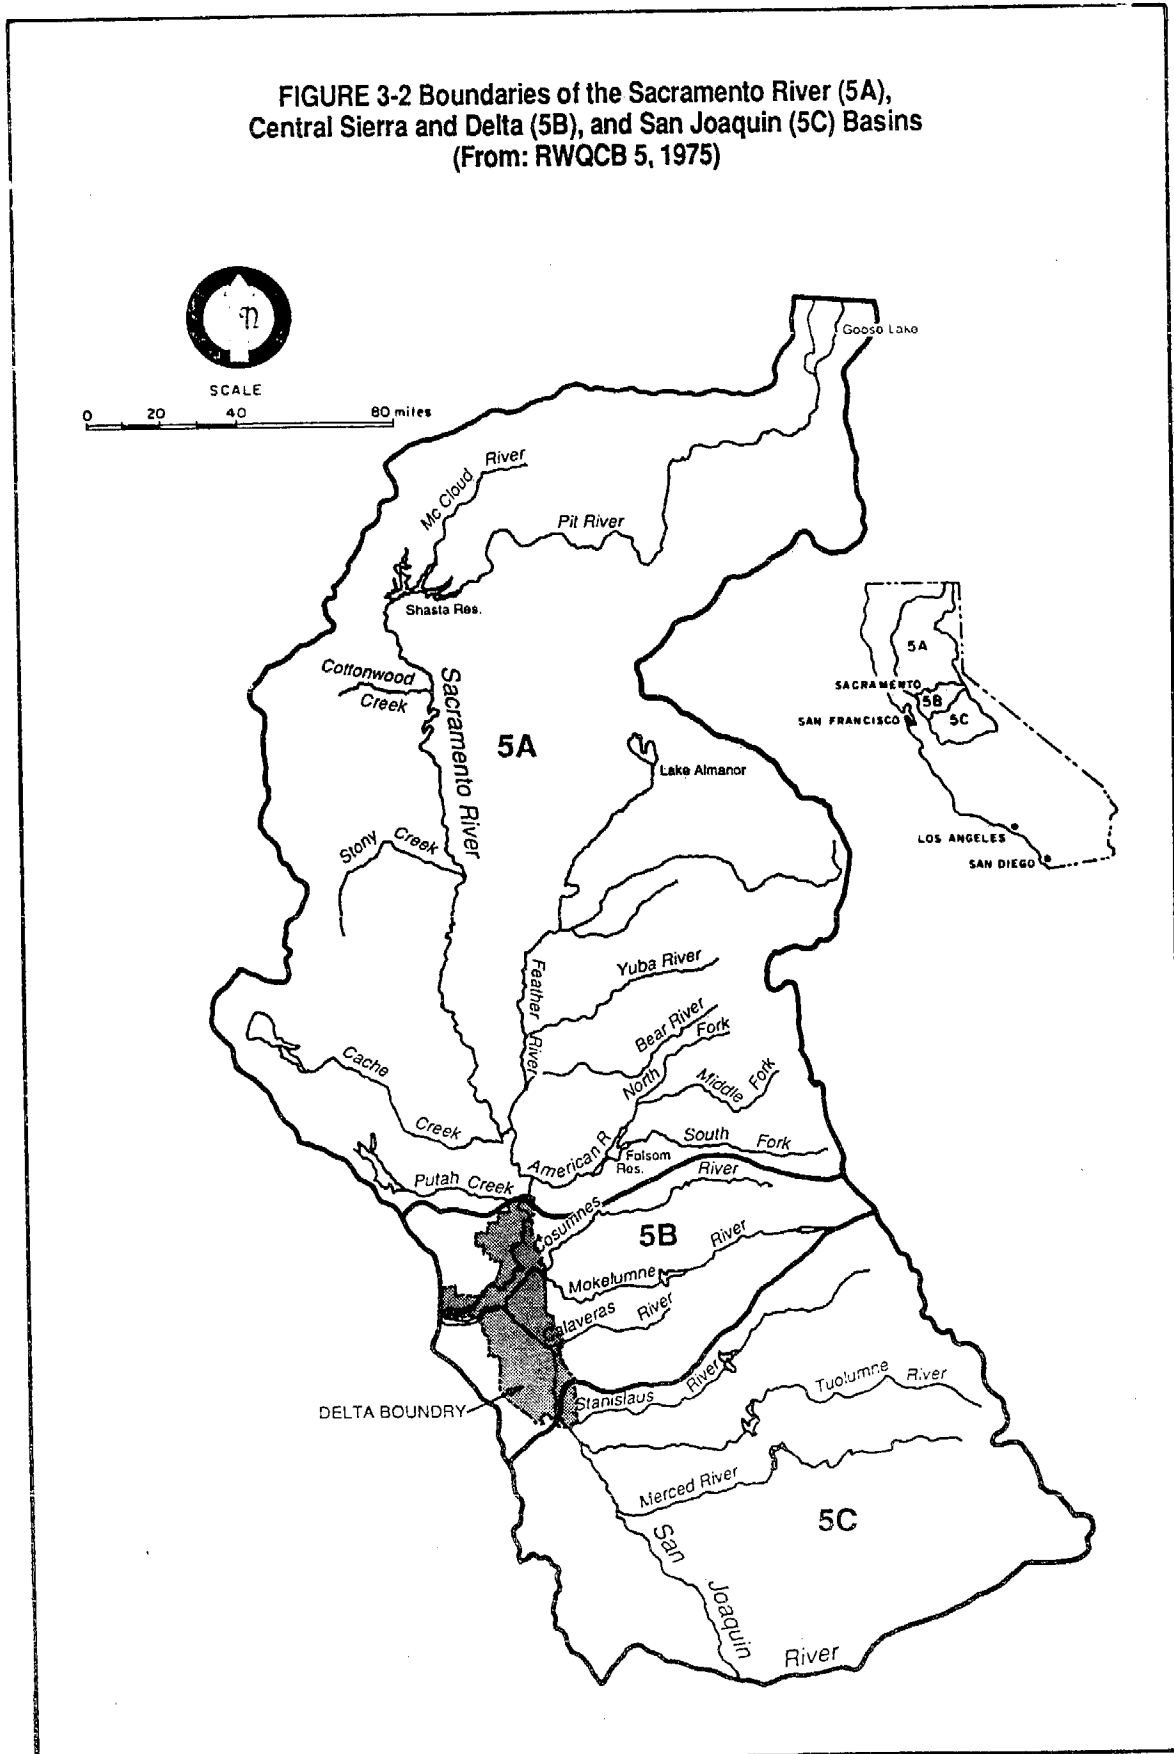 FIGURE 3-2 Boundaries of the Sacramento River (5A),
Central Sierra and Delta (5B), and San Joaquin (5C) Basins
(From: RWQCB 5, 1975)
n
SCALE
0 20 40 80 miles
Goose Lake
Mc Cloud River
Pit River
Shasta Res.
Cottonwood
Creek
Sacramento River
5A
Lake Almanor
Stony Creek
Feather River
Yuba River
Bear River
North Fork
Middle Fork
Cache Creek
American R.
South Fork
Folsom
Res.
Putah Creek
Cosumnes River
5B
Mokelumne River
Calaveras River
Stanislaus River
Tuolumne River
DELTA BOUNDRY
Merced River
5C
San Joaquin River
5A
SACRAMENTO
5B
SAN FRANCISCO
5C
LOS ANGELES
SAN DIEGO